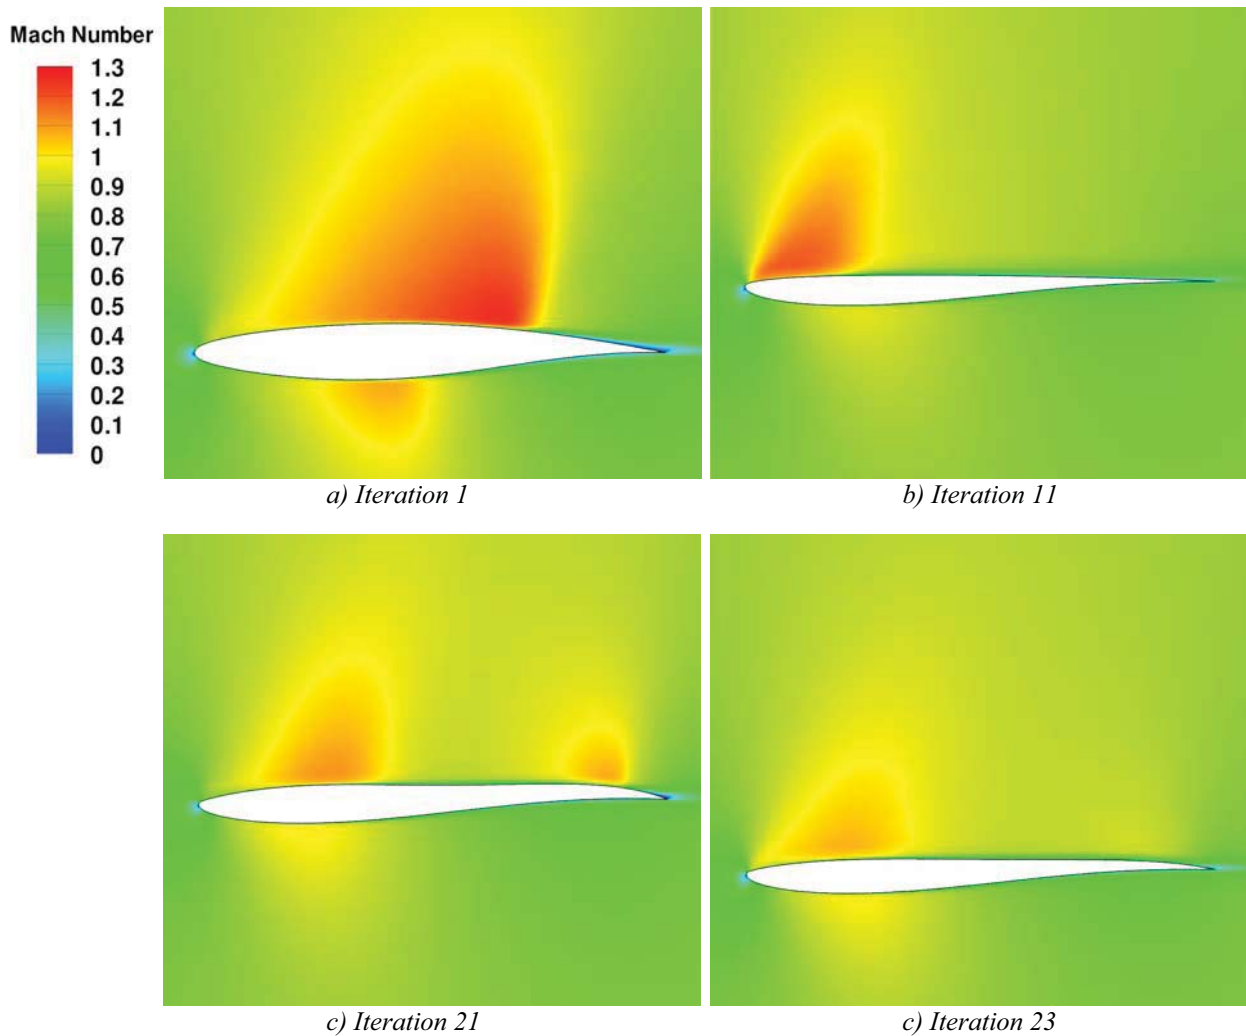 Mach Number
1.3
1.2
1.1
1
0.9
0.8
0.7
0.6
0.5
0.4
0.3
0.2
0.1
0
a) Iteration 1
b) Iteration 11
c) Iteration 21
c) Iteration 23